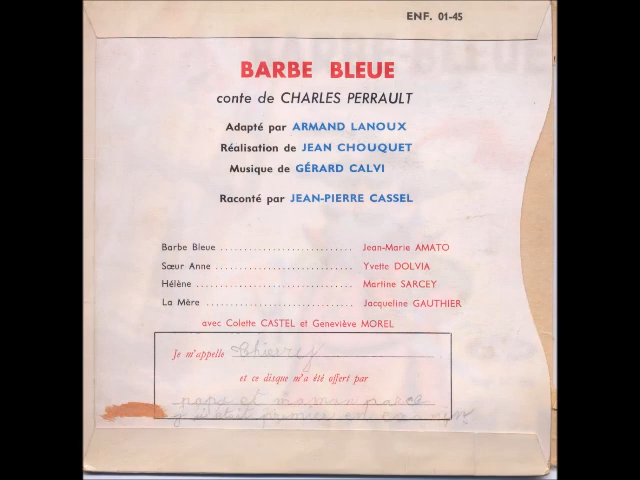 ENF. 01-45
BARBE BLEUE
conte de CHARLES PERRAULT
Adapté par ARMAND LANOUX
Réalisation de JEAN CHOUQUET
Musique de GÉRARD CALVI
Raconté par JEAN-PIERRE CASSEL
Barbe Bleue ............................ Jean-Marie AMATO
Sœur Anne ............................. Yvette DOLVIA
Hélène ................................. Martine SARCEY
La Mère ............................... Jacqueline GAUTHIER
avec Colette CASTEL et Geneviève MOREL
Je m'appelle Thierry
et ce disque m'a été offert par
papa et maman parce
premier en